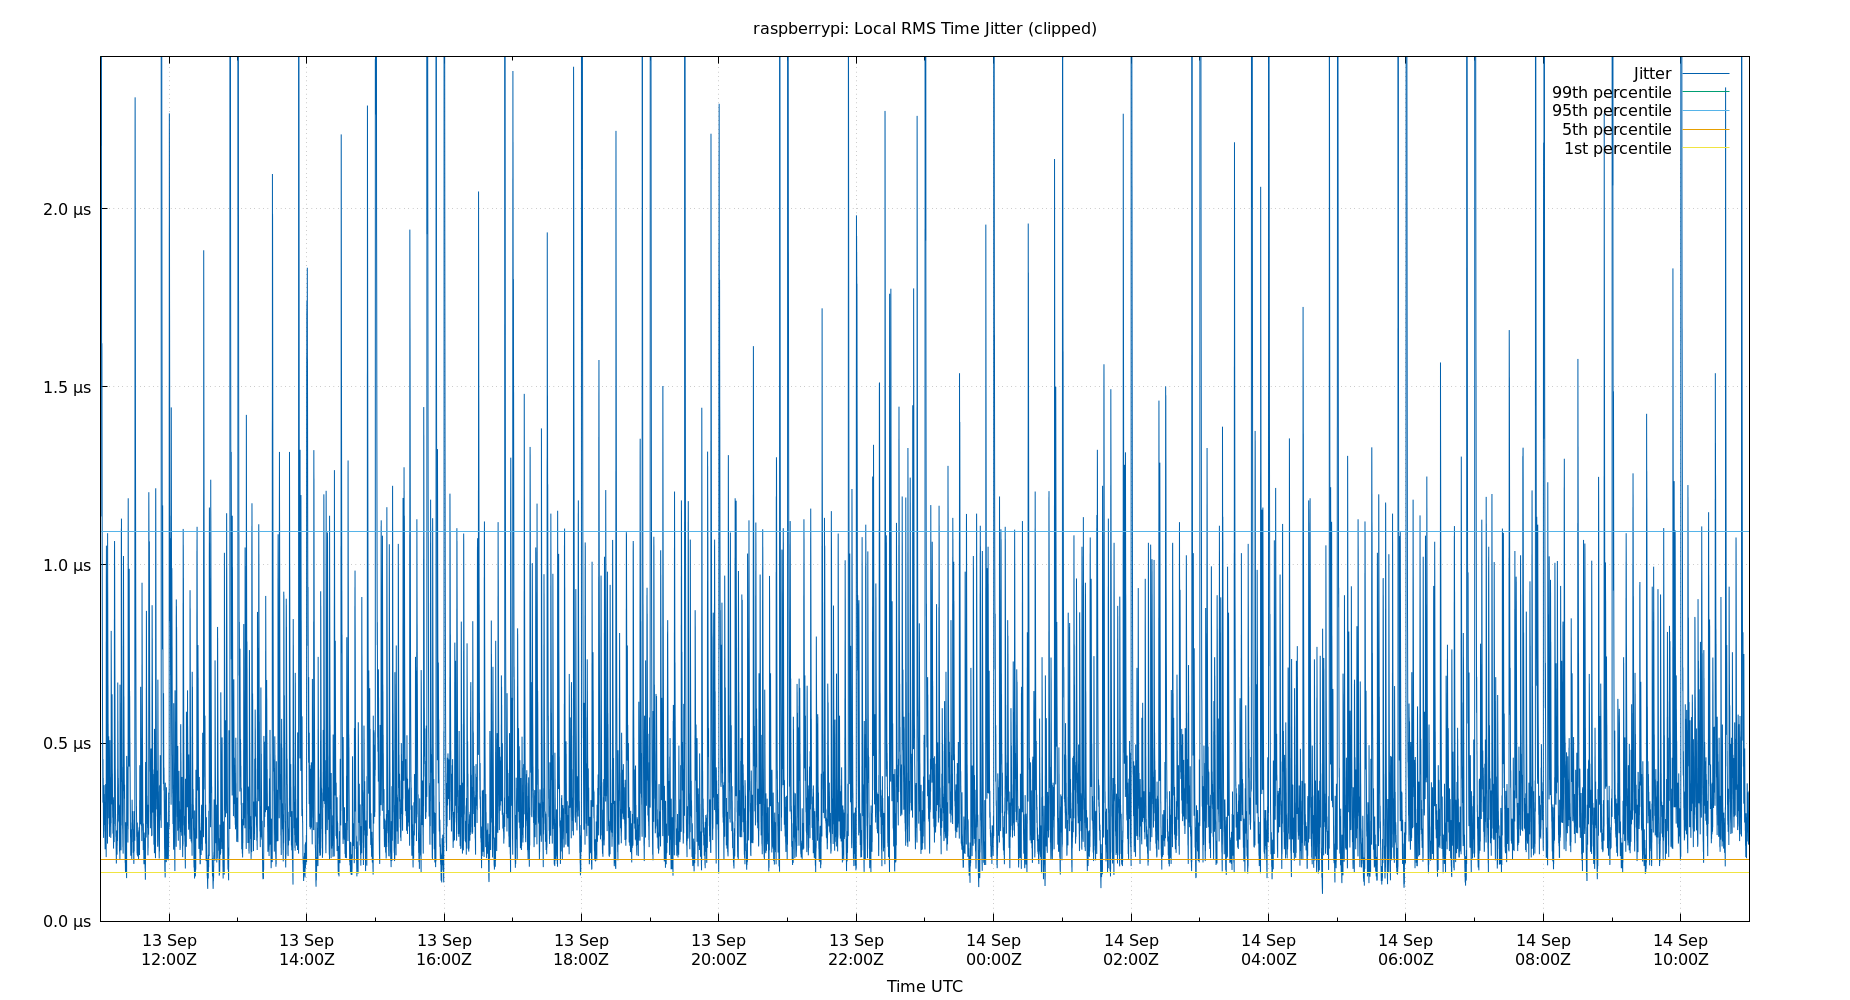 raspberrypi: Local RMS Time Jitter (clipped)
Jitter
99th percentile
95th percentile
5th percentile
1st percentile
2.0 µs
1.5 µs
1.0 µs
0.5 µs
0.0 µs
13 Sep 13 Sep 13 Sep 13 Sep 13 Sep 13 Sep 14 Sep 14 Sep 14 Sep 14 Sep 14 Sep 14 Sep
12:00Z 14:00Z 16:00Z 18:00Z 20:00Z 22:00Z 00:00Z 02:00Z 04:00Z 06:00Z 08:00Z 10:00Z
Time UTC